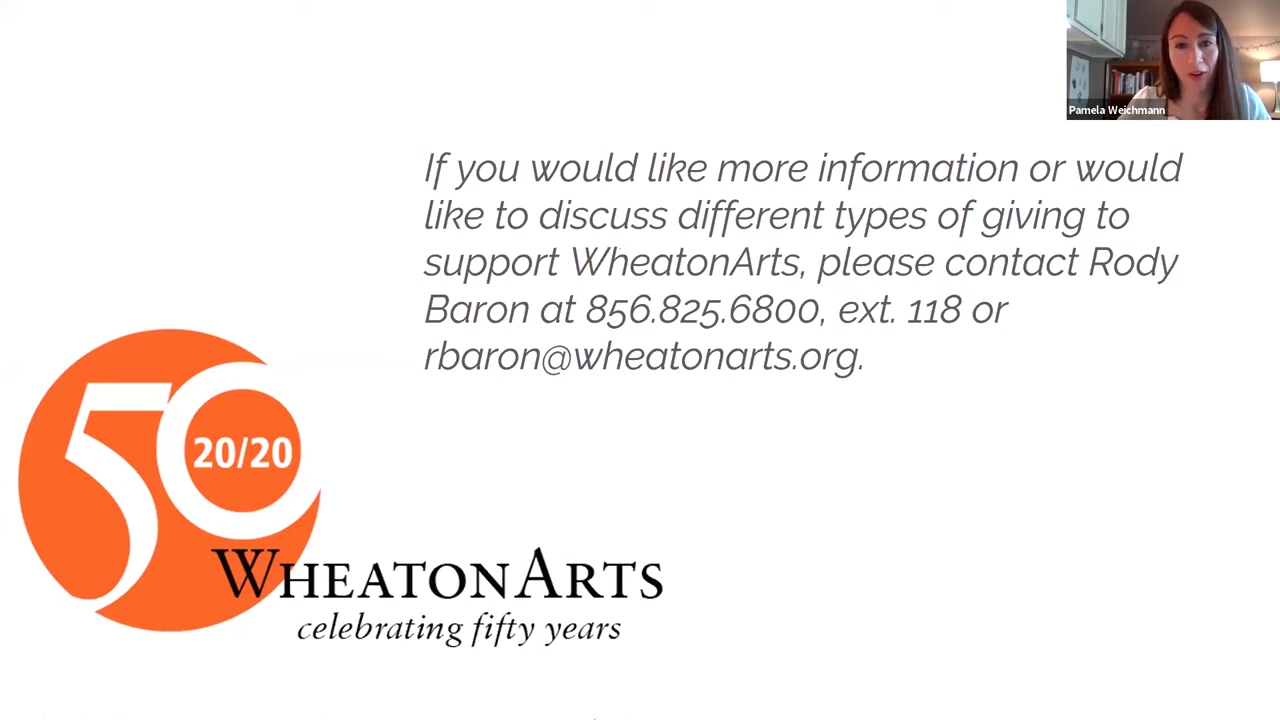 Pamela Weichmann
If you would like more information or would
like to discuss different types of giving to
support WheatonArts, please contact Rody
Baron at 856.825.6800, ext. 118 or
rbaron@wheatonarts.org.
50
20/20
WHEATONARTS
celebrating fifty years